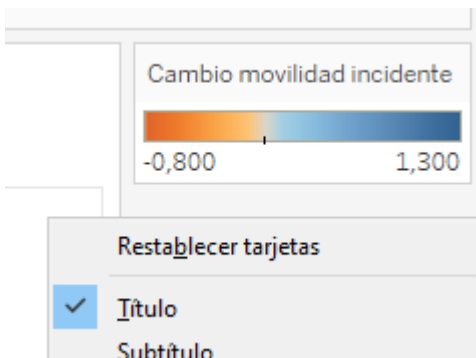 Cambio movilidad incidente
-0,800 1,300
Restablecer tarjetas
Título
Subtítulo